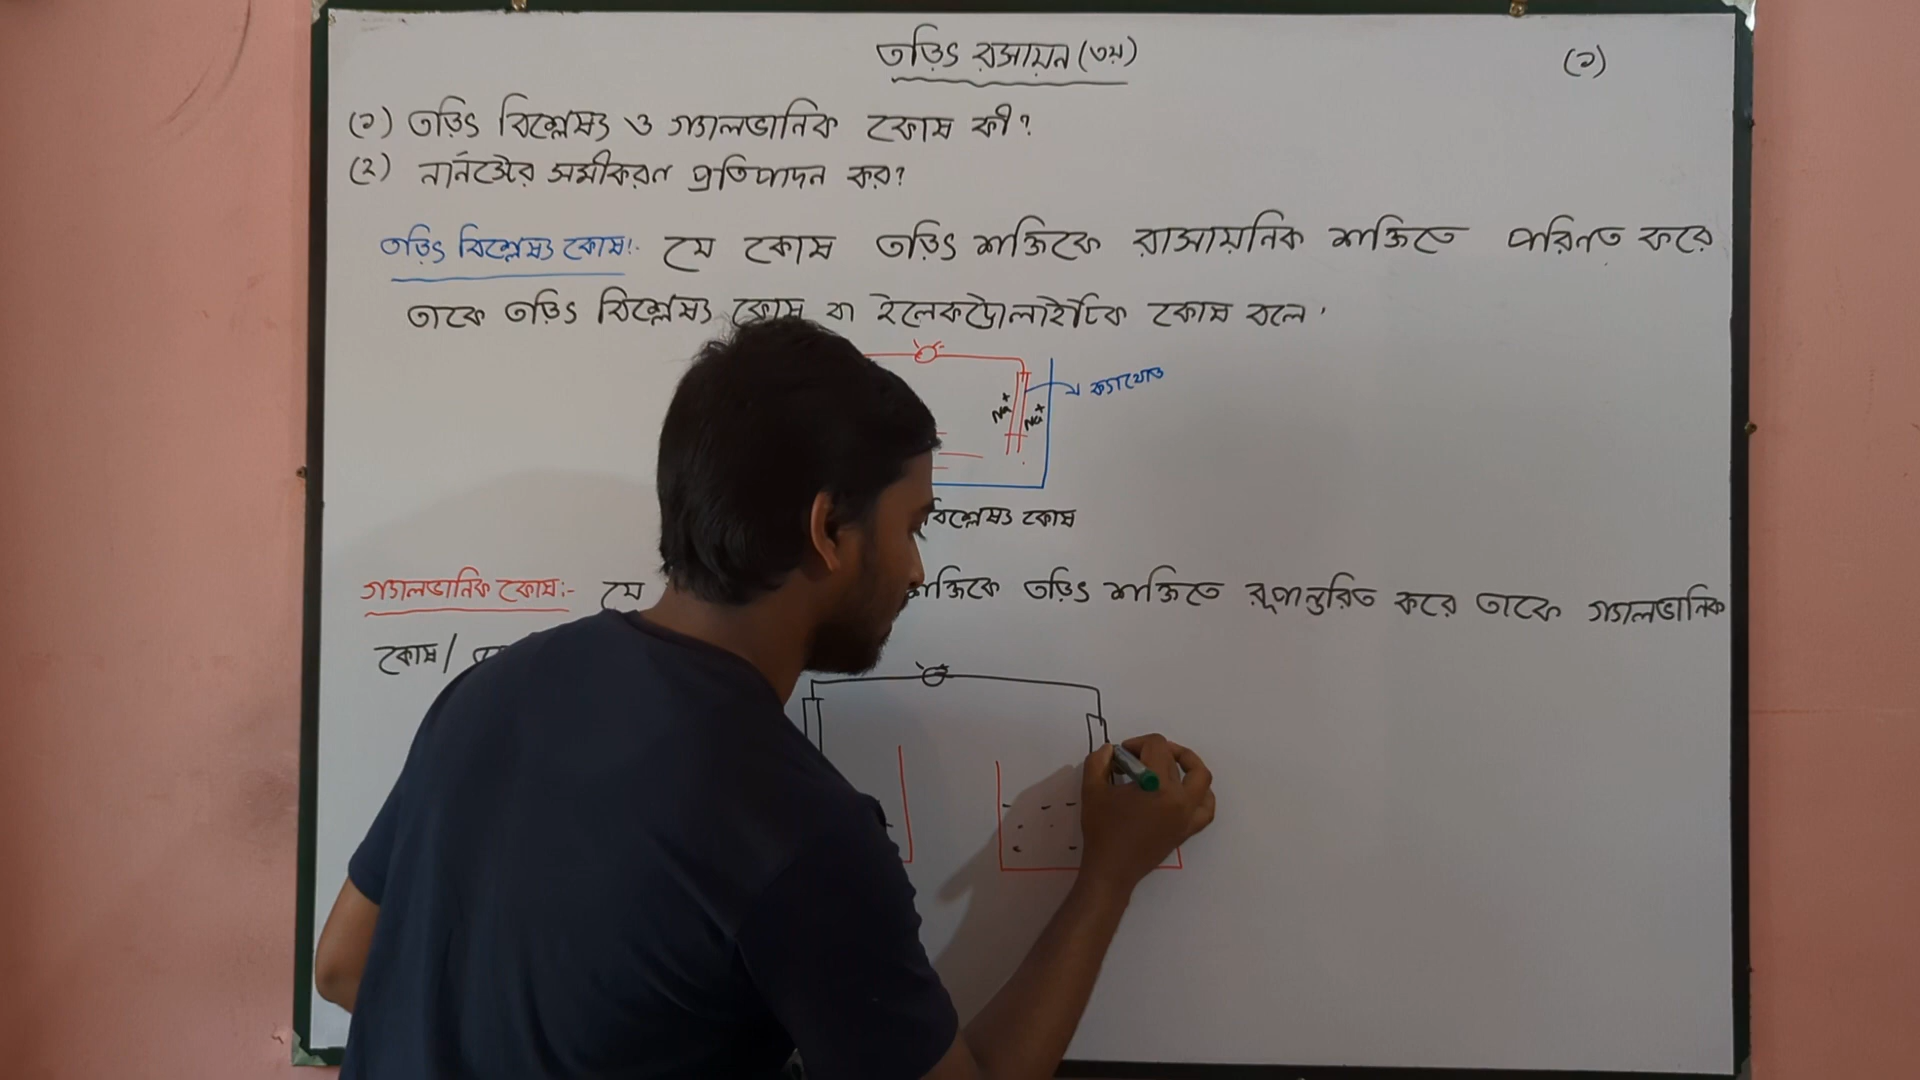 তড়িৎ রসায়ন (৩য়)
(১)
(১) তড়িৎ বিশ্লেষ্য ও গ্যালভানিক কোষ কী?
(২) নার্নস্টের সমীকরণ প্রতিপাদন কর?
তড়িৎ বিশ্লেষ্য কোষঃ- যে কোষ তড়িৎ শক্তিকে রাসায়নিক শক্তিতে পরিনত করে
তাকে তড়িৎ বিশ্লেষ্য কোষ বা ইলেকট্রোলাইটিক কোষ বলে।
ক্যাথোড
Na+ Na+
বিশ্লেষ্য কোষ
গ্যালভানিক কোষঃ- যে শক্তিকে তড়িৎ শক্তিতে রূপান্তরিত করে তাকে গ্যালভানিক
কোষ/